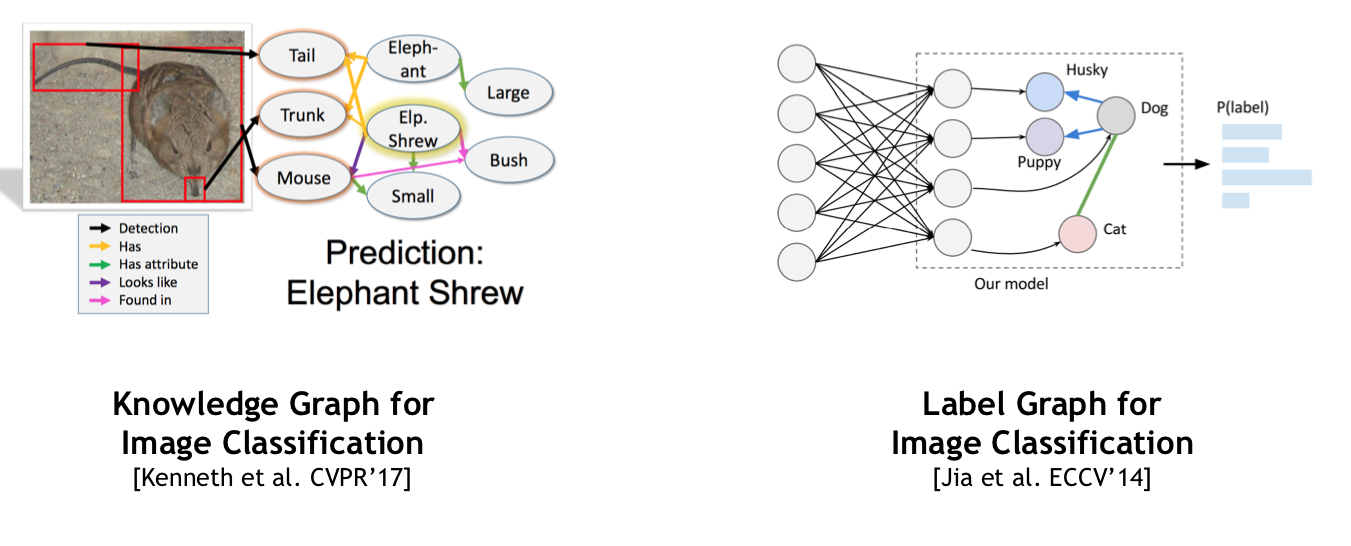 Tail
Eleph-
ant
Large
Trunk
Elp.
Shrew
Bush
Mouse
Small
Detection
Has
Has attribute
Looks like
Found in
Prediction:
Elephant Shrew
Knowledge Graph for
Image Classification
[Kenneth et al. CVPR’17]
Husky
Dog
Puppy
Cat
Our model
P(label)
Label Graph for
Image Classification
[Jia et al. ECCV’14]